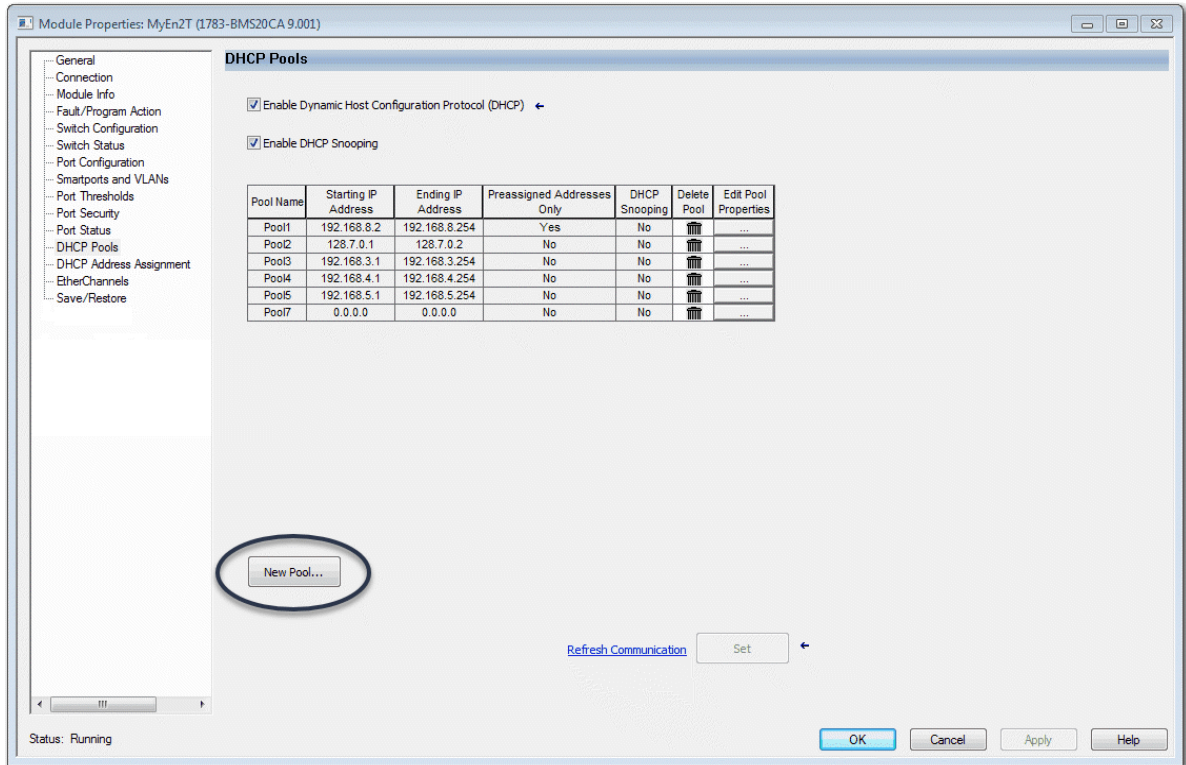 Module Properties: MyEn2T (1783-BMS20CA 9.001)
General
Connection
Module Info
Fault/Program Action
Switch Configuration
Switch Status
Port Configuration
Smartports and VLANs
Port Thresholds
Port Security
Port Status
DHCP Pools
DHCP Address Assignment
EtherChannels
Save/Restore
DHCP Pools
Enable Dynamic Host Configuration Protocol (DHCP) ←
Enable DHCP Snooping
Pool Name Starting IP Address Ending IP Address Preassigned Addresses Only DHCP Snooping Delete Pool Edit Pool Properties
Pool1 192.168.8.2 192.168.8.254 Yes No ...
Pool2 128.7.0.1 128.7.0.2 No No ...
Pool3 192.168.3.1 192.168.3.254 No No ...
Pool4 192.168.4.1 192.168.4.254 No No ...
Pool5 192.168.5.1 192.168.5.254 No No ...
Pool7 0.0.0.0 0.0.0.0 No No ...
New Pool...
Refresh Communication Set ←
Status: Running
OK Cancel Apply Help